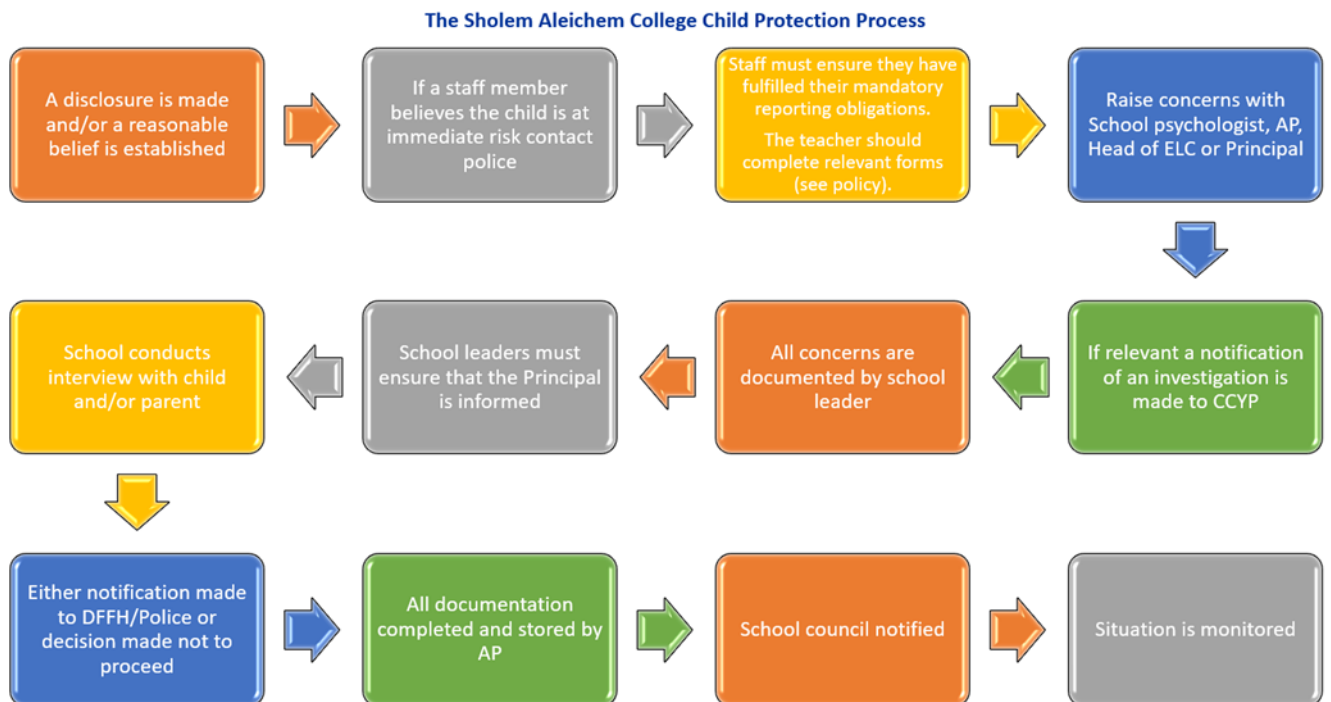 The Sholem Aleichem College Child Protection Process
A disclosure is made
and/or a reasonable
belief is established
If a staff member
believes the child is at
immediate risk contact
police
Staff must ensure they have
fulfilled their mandatory
reporting obligations.
The teacher should
complete relevant forms
(see policy).
Raise concerns with
School psychologist, AP,
Head of ELC or Principal
If relevant a notification
of an investigation is
made to CCYP
All concerns are
documented by school
leader
School leaders must
ensure that the Principal
is informed
School conducts
interview with child
and/or parent
Either notification made
to DFFH/Police or
decision made not to
proceed
All documentation
completed and stored by
AP
School council notified
Situation is monitored